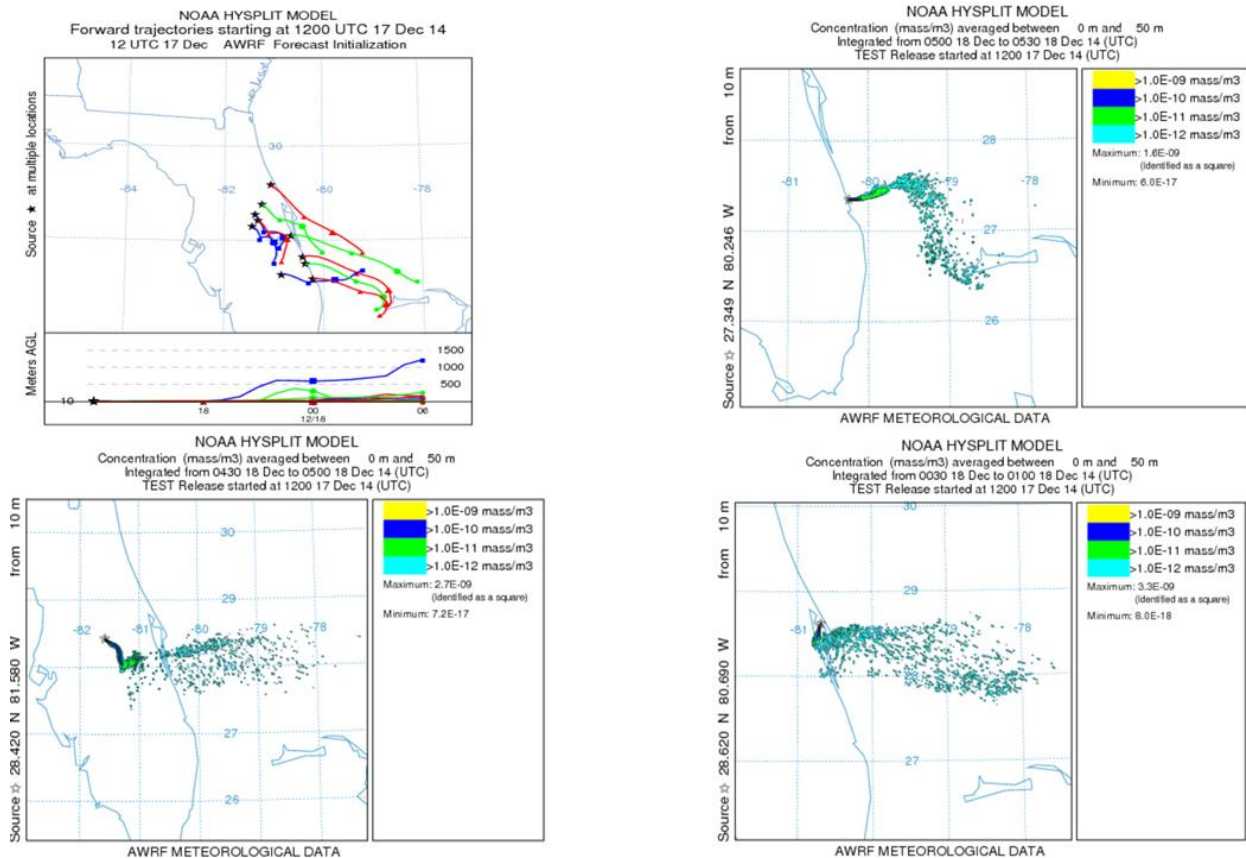 NOAA HYSPLIT MODEL
Forward trajectories starting at 1200 UTC 17 Dec 14
12 UTC 17 Dec AWRF Forecast Initialization
Source ★ at multiple locations
30
-84
-82
-80
-78
28
26
Meters AGL
1500
1000
500
10
18
00
06
12/18
NOAA HYSPLIT MODEL
Concentration (mass/m3) averaged between 0 m and 50 m
Integrated from 0500 18 Dec to 0530 18 Dec 14 (UTC)
TEST Release started at 1200 17 Dec 14 (UTC)
Source ☆ 27.349 N 80.246 W from 10 m
28
-81
-80
-79
-78
27
26
>1.0E-09 mass/m3
>1.0E-10 mass/m3
>1.0E-11 mass/m3
>1.0E-12 mass/m3
Maximum: 1.6E-09
(identified as a square)
Minimum: 6.0E-17
AWRF METEOROLOGICAL DATA
NOAA HYSPLIT MODEL
Concentration (mass/m3) averaged between 0 m and 50 m
Integrated from 0430 18 Dec to 0500 18 Dec 14 (UTC)
TEST Release started at 1200 17 Dec 14 (UTC)
Source ☆ 28.420 N 81.580 W from 10 m
30
29
-82
-81
-80
-79
-78
28
27
26
>1.0E-09 mass/m3
>1.0E-10 mass/m3
>1.0E-11 mass/m3
>1.0E-12 mass/m3
Maximum: 2.7E-09
(identified as a square)
Minimum: 7.2E-17
AWRF METEOROLOGICAL DATA
NOAA HYSPLIT MODEL
Concentration (mass/m3) averaged between 0 m and 50 m
Integrated from 0030 18 Dec to 0100 18 Dec 14 (UTC)
TEST Release started at 1200 17 Dec 14 (UTC)
Source ☆ 28.620 N 80.690 W from 10 m
30
29
-81
-80
-79
-78
28
27
>1.0E-09 mass/m3
>1.0E-10 mass/m3
>1.0E-11 mass/m3
>1.0E-12 mass/m3
Maximum: 3.3E-09
(identified as a square)
Minimum: 8.0E-18
AWRF METEOROLOGICAL DATA